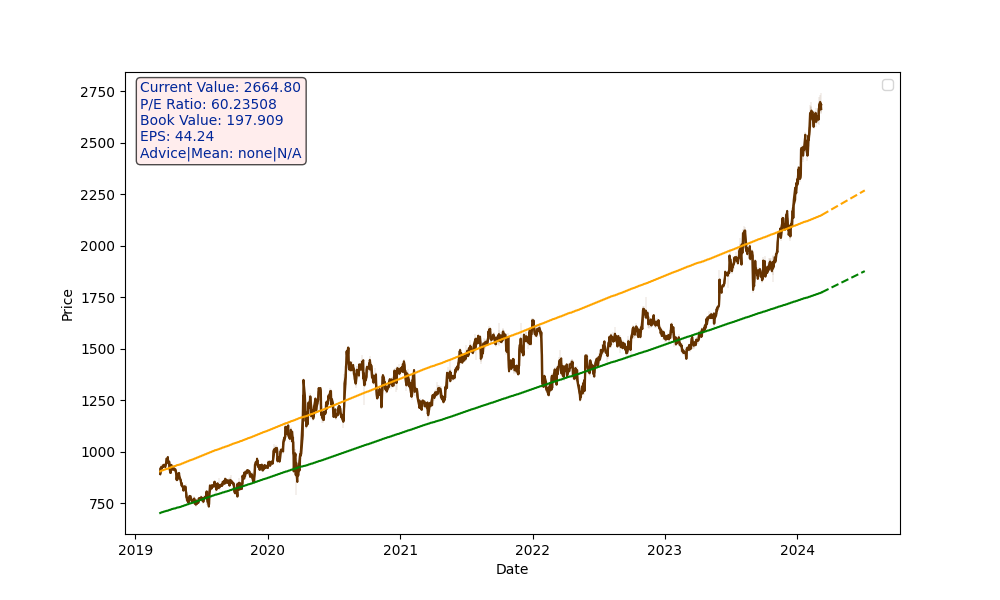 Current Value: 2664.80
P/E Ratio: 60.23508
Book Value: 197.909
EPS: 44.24
Advice|Mean: none|N/A
2750
2500
2250
2000
1750
1500
1250
1000
750
Price
2019 2020 2021 2022 2023 2024
Date